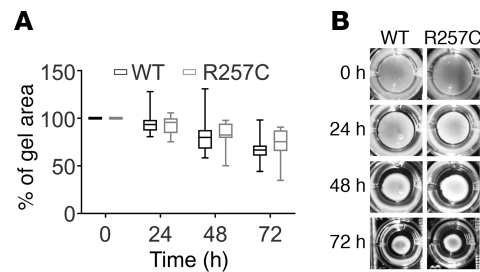 A
WT R257C
% of gel area
150
100
50
0
0 24 48 72
Time (h)
B
WT R257C
0 h
24 h
48 h
72 h